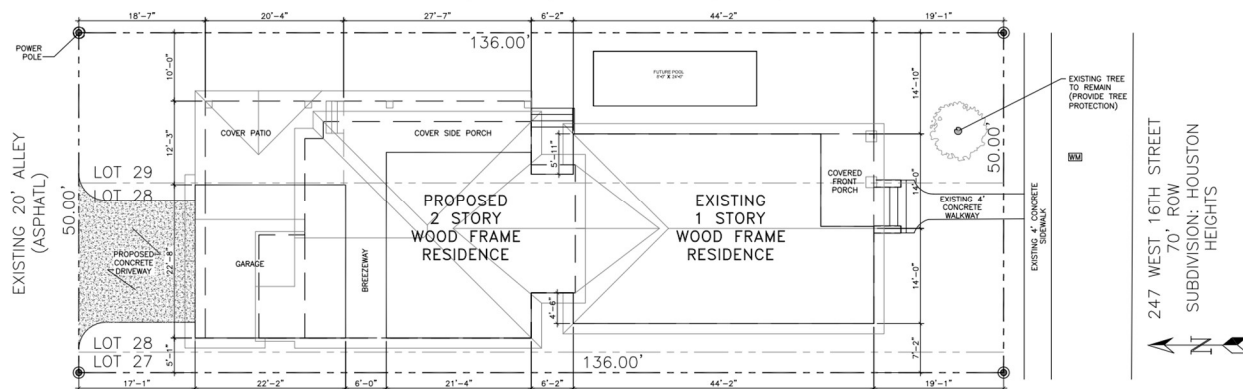 18'-7"
20'-4"
27'-7"
6'-2"
44'-2"
19'-1"
POWER
POLE
136.00'
10'-0"
FUTURE POOL
14'-10"
EXISTING TREE
TO REMAIN
(PROVIDE TREE
PROTECTION)
COVER PATIO
COVER SIDE PORCH
12'-3"
5'-11"
50.00'
WM
EXISTING 20' ALLEY
(ASPHATL)
50.00'
LOT 29
LOT 28
COVERED
FRONT
PORCH
14'-0"
EXISTING 4'
CONCRETE
WALKWAY
PROPOSED
2 STORY
WOOD FRAME
RESIDENCE
EXISTING
1 STORY
WOOD FRAME
RESIDENCE
PROPOSED
CONCRETE
DRIVEWAY
22'-8"
GARAGE
BREEZEWAY
14'-0"
EXISTING 4' CONCRETE
SIDEWALK
247 WEST 16TH STREET
70' ROW
SUBDIVISION: HOUSTON
HEIGHTS
4'-6"
LOT 28
LOT 27
5'-1"
136.00'
7'-2"
N
17'-1"
22'-2"
6'-0"
21'-4"
6'-2"
44'-2"
19'-1"